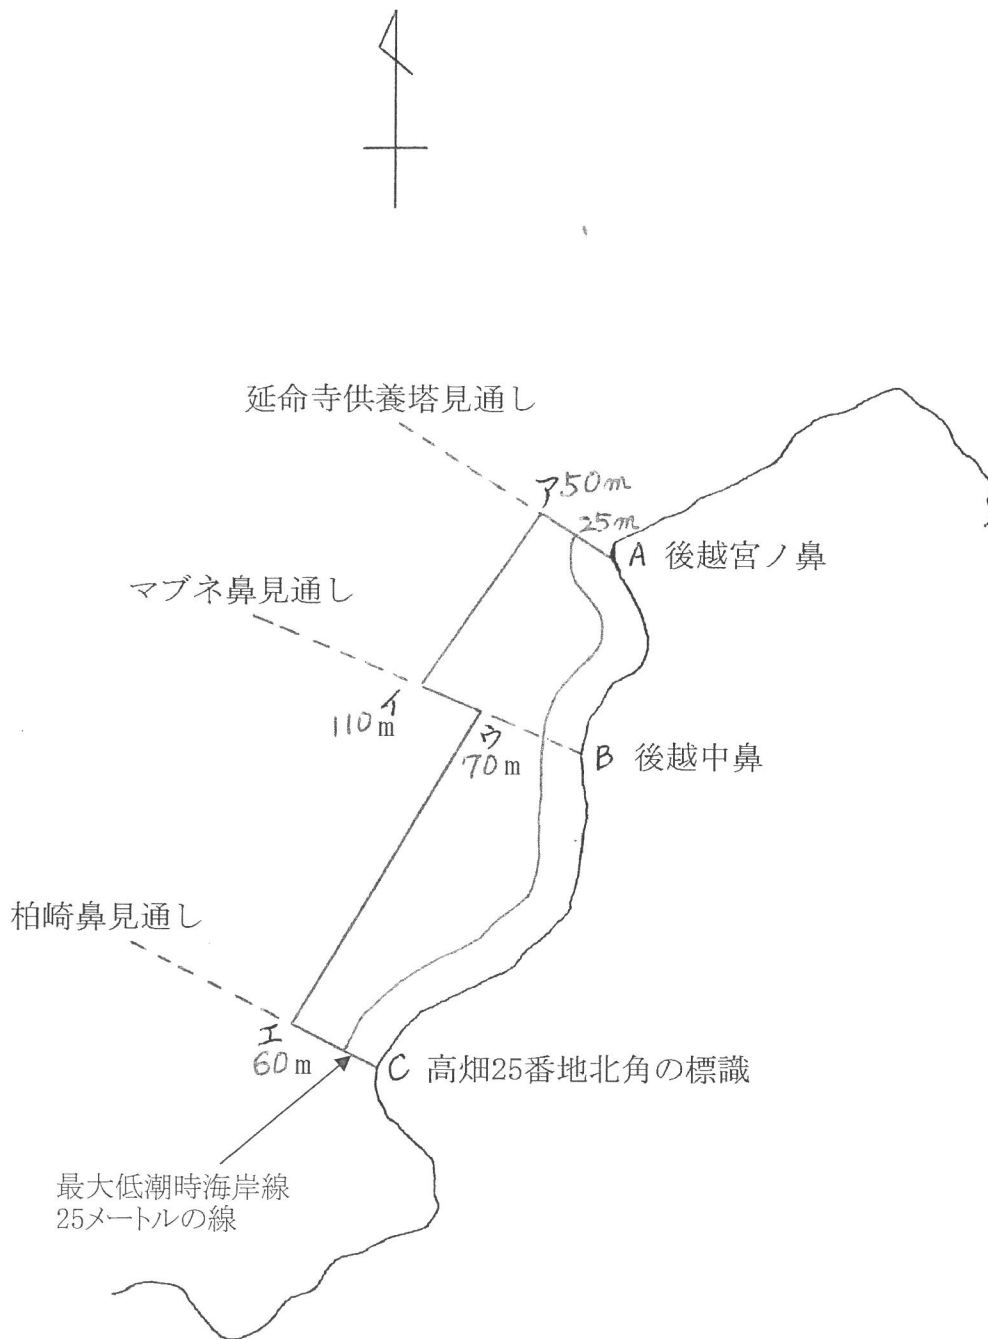 延命寺供養塔見通し
ア50m
25m
A 後越宮ノ鼻
マブネ鼻見通し
イ
110m
ウ
70m
B 後越中鼻
柏崎鼻見通し
エ
60m
C 高畑25番地北角の標識
最大低潮時海岸線
25メートルの線